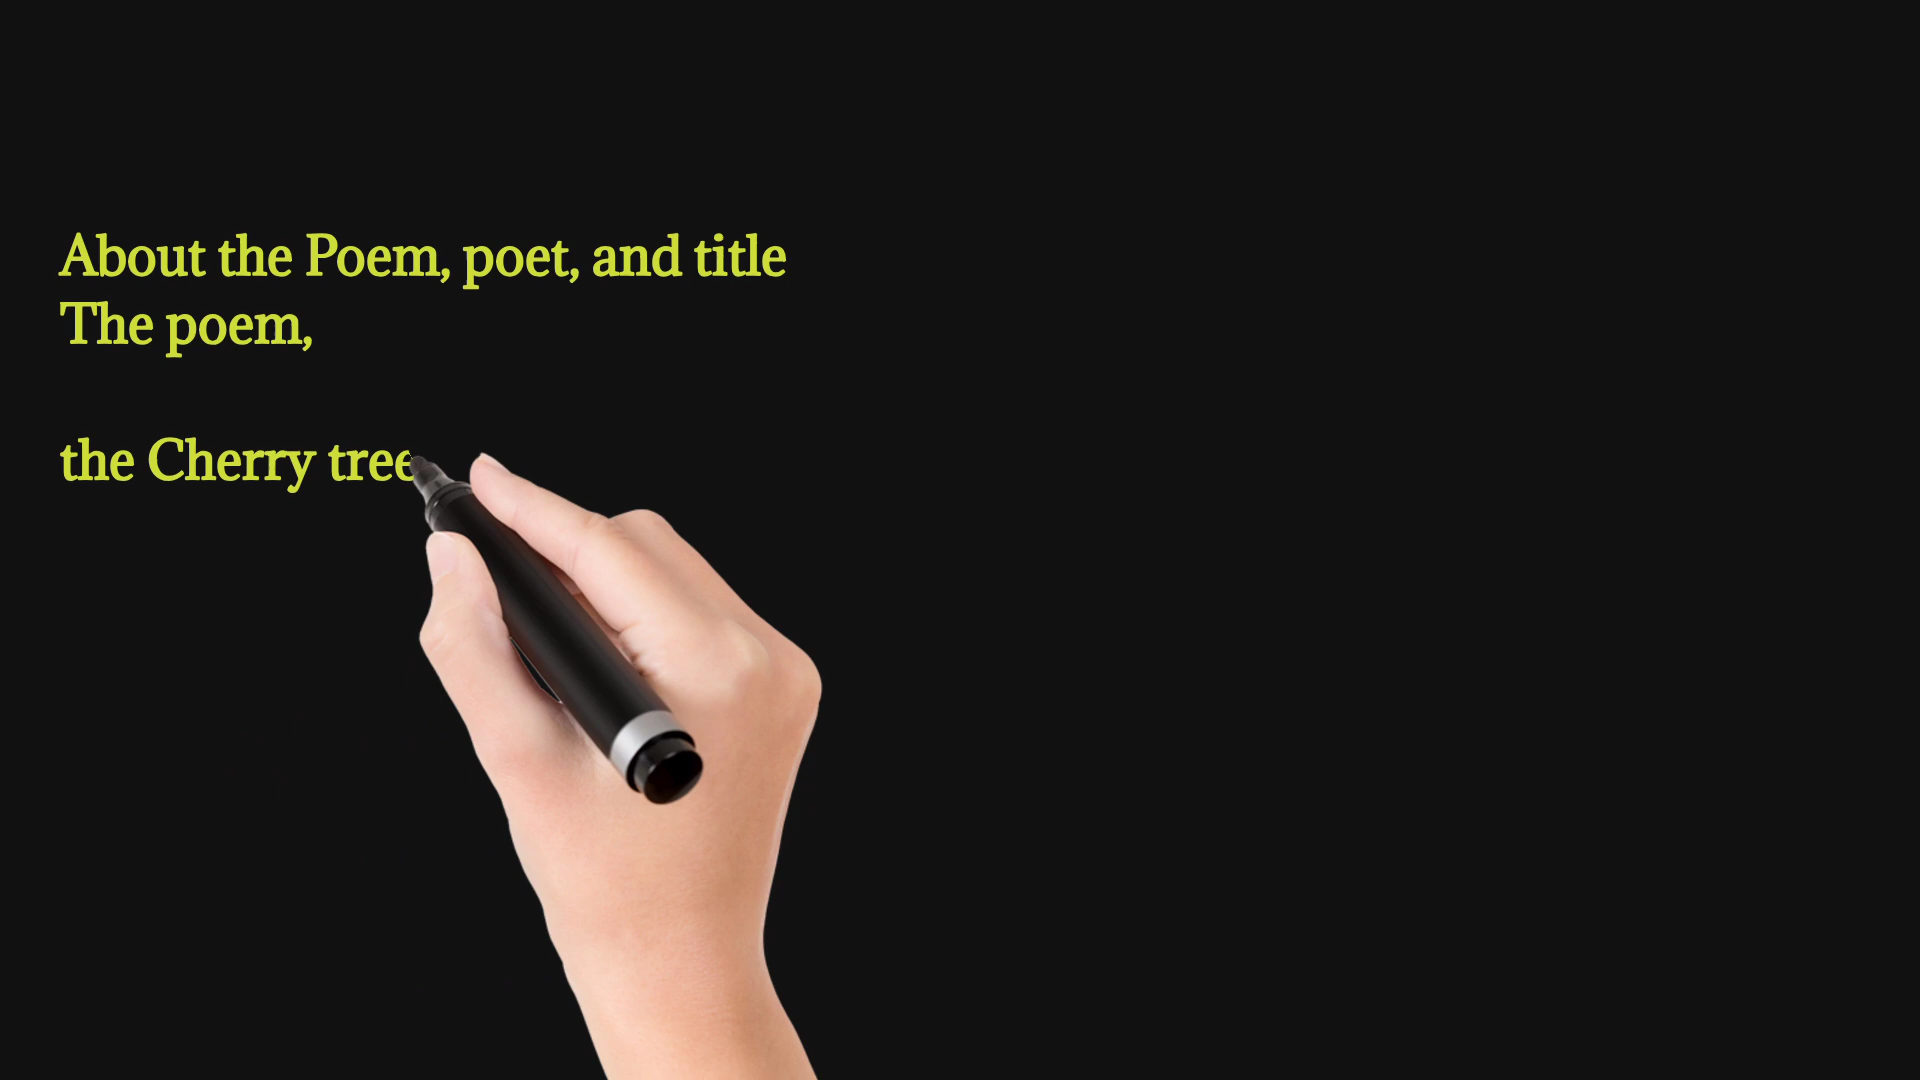 About the Poem, poet, and title
The poem,
the Cherry tree